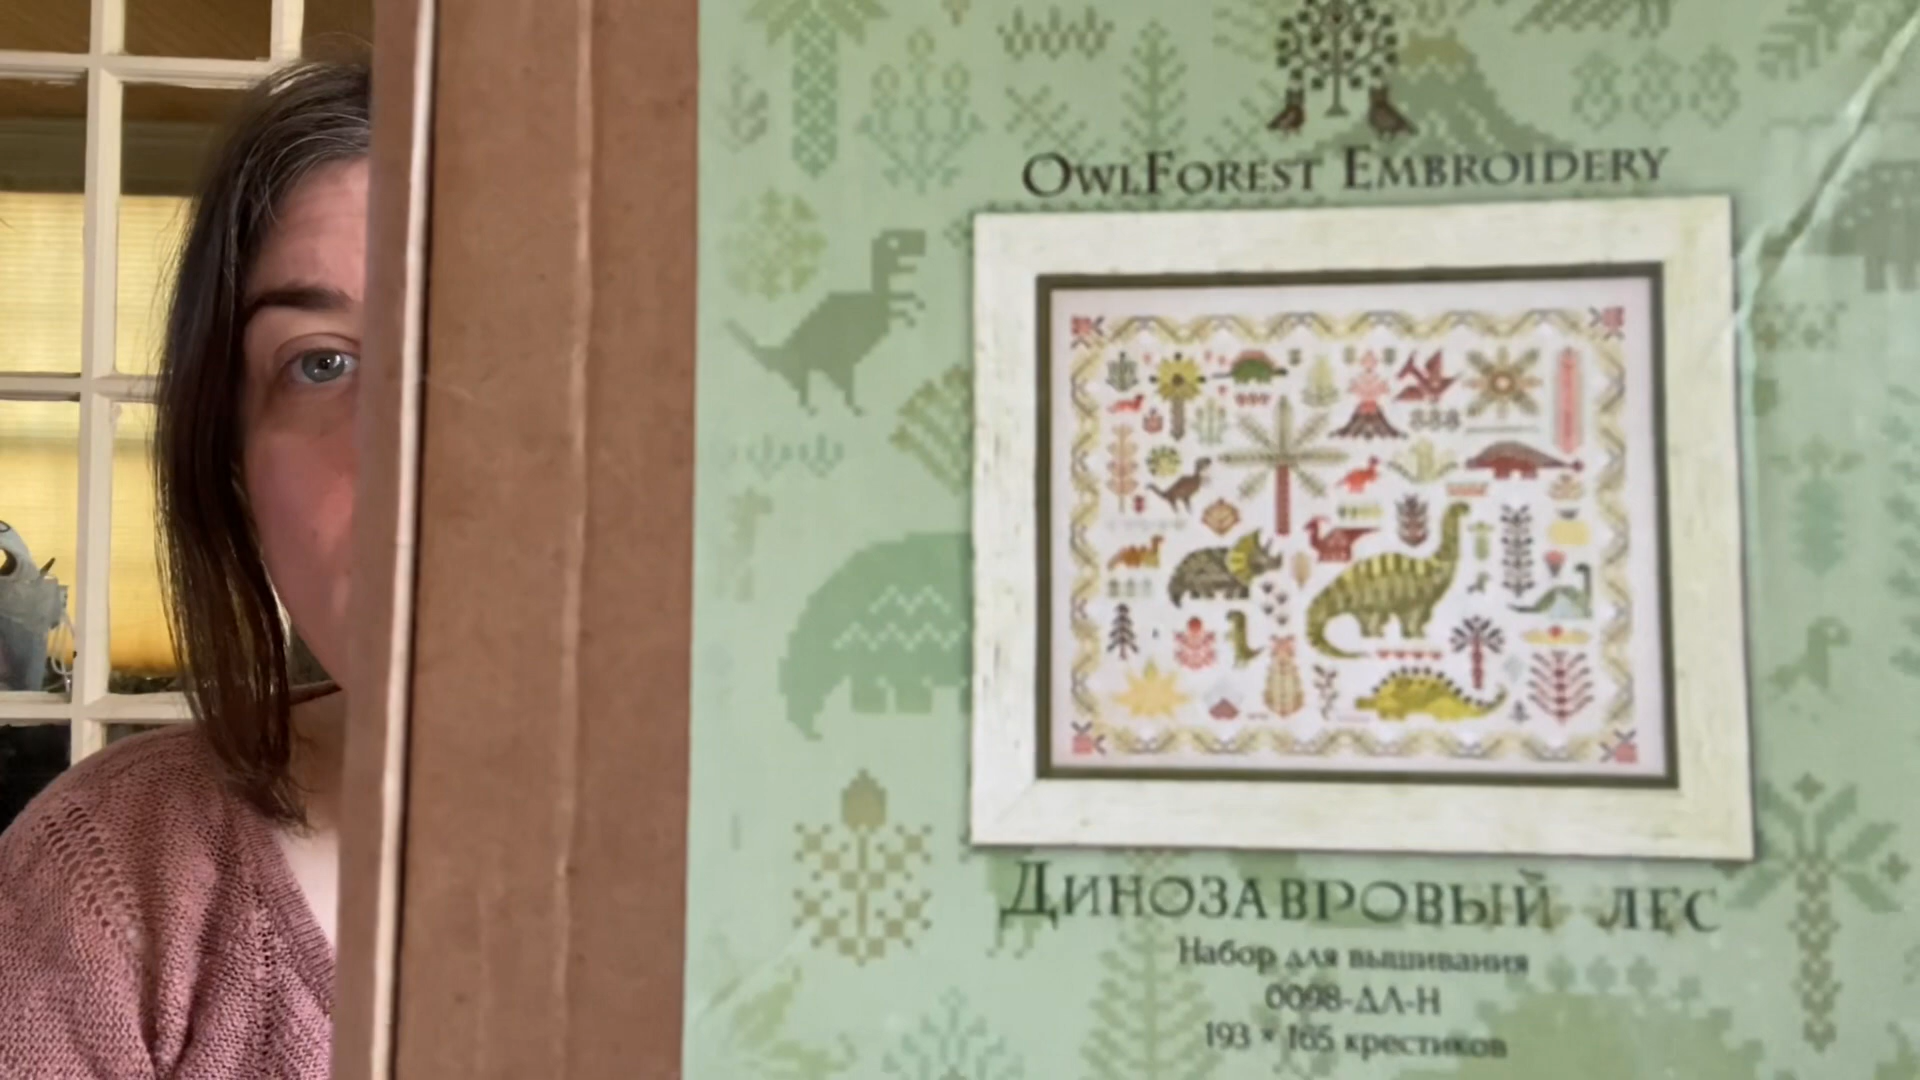 OwlForest Embroidery
Динозавровый лес
Набор для вышивания
0098-ДЛ-Н
193 × 165 крестиков